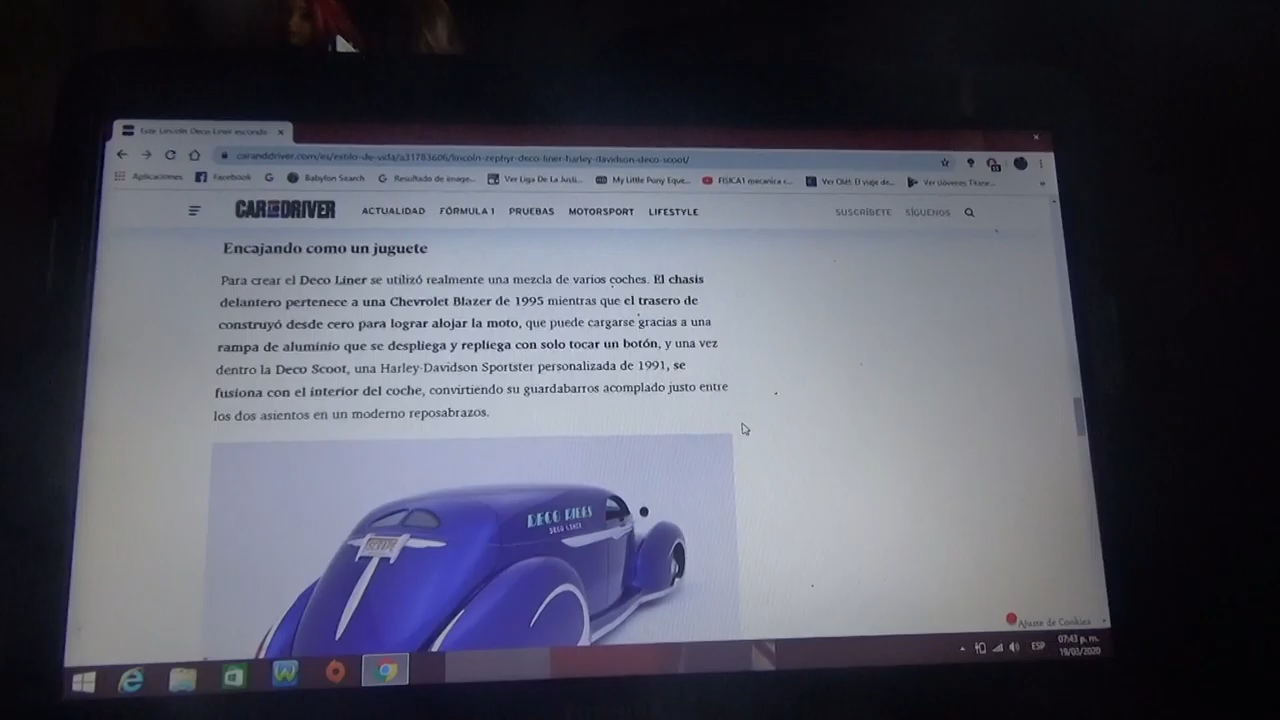 Este Lincoln Deco Liner esconde
caranddriver.com/es/estilo-de-vida/a31783606/lincoln-zephyr-deco-liner-harley-davidson-deco-scoot/
Aplicaciones Facebook Babylon Search Resultado de image... Ver Liga De La Justi... My Little Pony Eque... FISICA1 mecanica c... Ver Olé!: El viaje de... Ver Jóvenes Titane...
CAR AND DRIVER ACTUALIDAD FÓRMULA 1 PRUEBAS MOTORSPORT LIFESTYLE SUSCRÍBETE SÍGUENOS
Encajando como un juguete
Para crear el Deco Liner se utilizó realmente una mezcla de varios coches. El chasis
delantero pertenece a una Chevrolet Blazer de 1995 mientras que el trasero de
construyó desde cero para lograr alojar la moto, que puede cargarse gracias a una
rampa de aluminio que se despliega y repliega con solo tocar un botón, y una vez
dentro la Deco Scoot, una Harley-Davidson Sportster personalizada de 1991, se
fusiona con el interior del coche, convirtiendo su guardabarros acomplado justo entre
los dos asientos en un moderno reposabrazos.
DECO RIDES
DECO LINER
Ajuste de Cookies
ESP
07:43 p. m.
19/03/2020